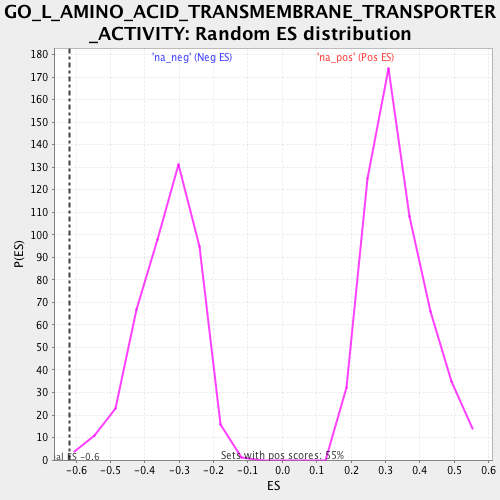 GO_L_AMINO_ACID_TRANSMEMBRANE_TRANSPORTER
_ACTIVITY: Random ES distribution
'na_neg' (Neg ES) 'na_pos' (Pos ES)
180
170
160
150
140
130
120
110
100
90
80
70
60
50
40
30
20
10
0
P(ES)
al ES -0.6
Sets with pos scores: 55%
-0.6 -0.5 -0.4 -0.3 -0.2 -0.1 0.0 0.1 0.2 0.3 0.4 0.5 0.6
ES